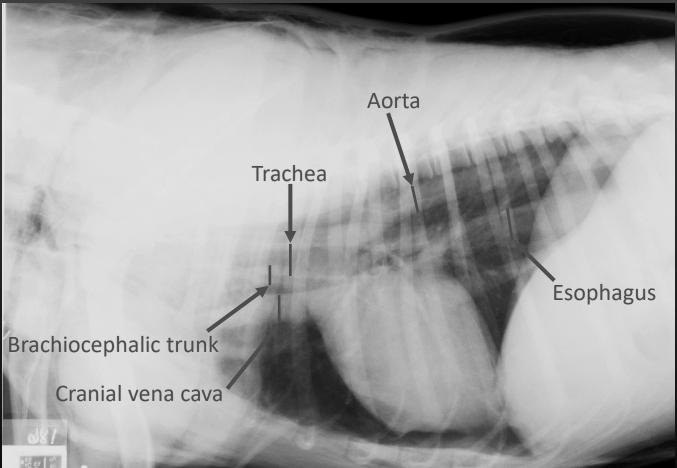 Aorta
Trachea
Esophagus
Brachiocephalic trunk
Cranial vena cava